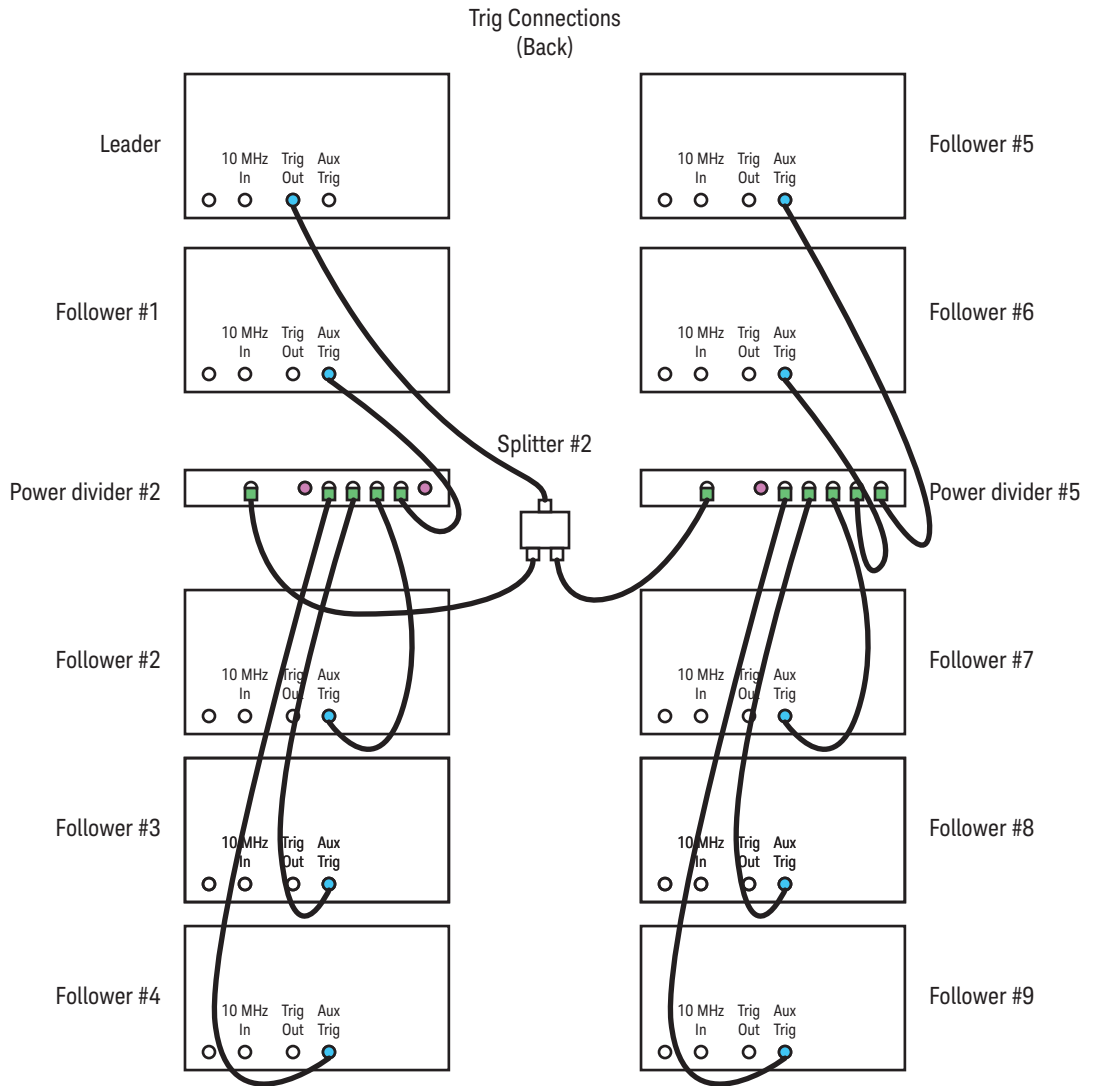 Trig Connections
(Back)
Leader
10 MHz Trig Aux
In Out Trig
Follower #5
10 MHz Trig Aux
In Out Trig
Follower #1
10 MHz Trig Aux
In Out Trig
Follower #6
10 MHz Trig Aux
In Out Trig
Splitter #2
Power divider #2
Power divider #5
Follower #2
10 MHz Trig Aux
In Out Trig
Follower #7
10 MHz Trig Aux
In Out Trig
Follower #3
10 MHz Trig Aux
In Out Trig
Follower #8
10 MHz Trig Aux
In Out Trig
Follower #4
10 MHz Trig Aux
In Out Trig
Follower #9
10 MHz Trig Aux
In Out Trig